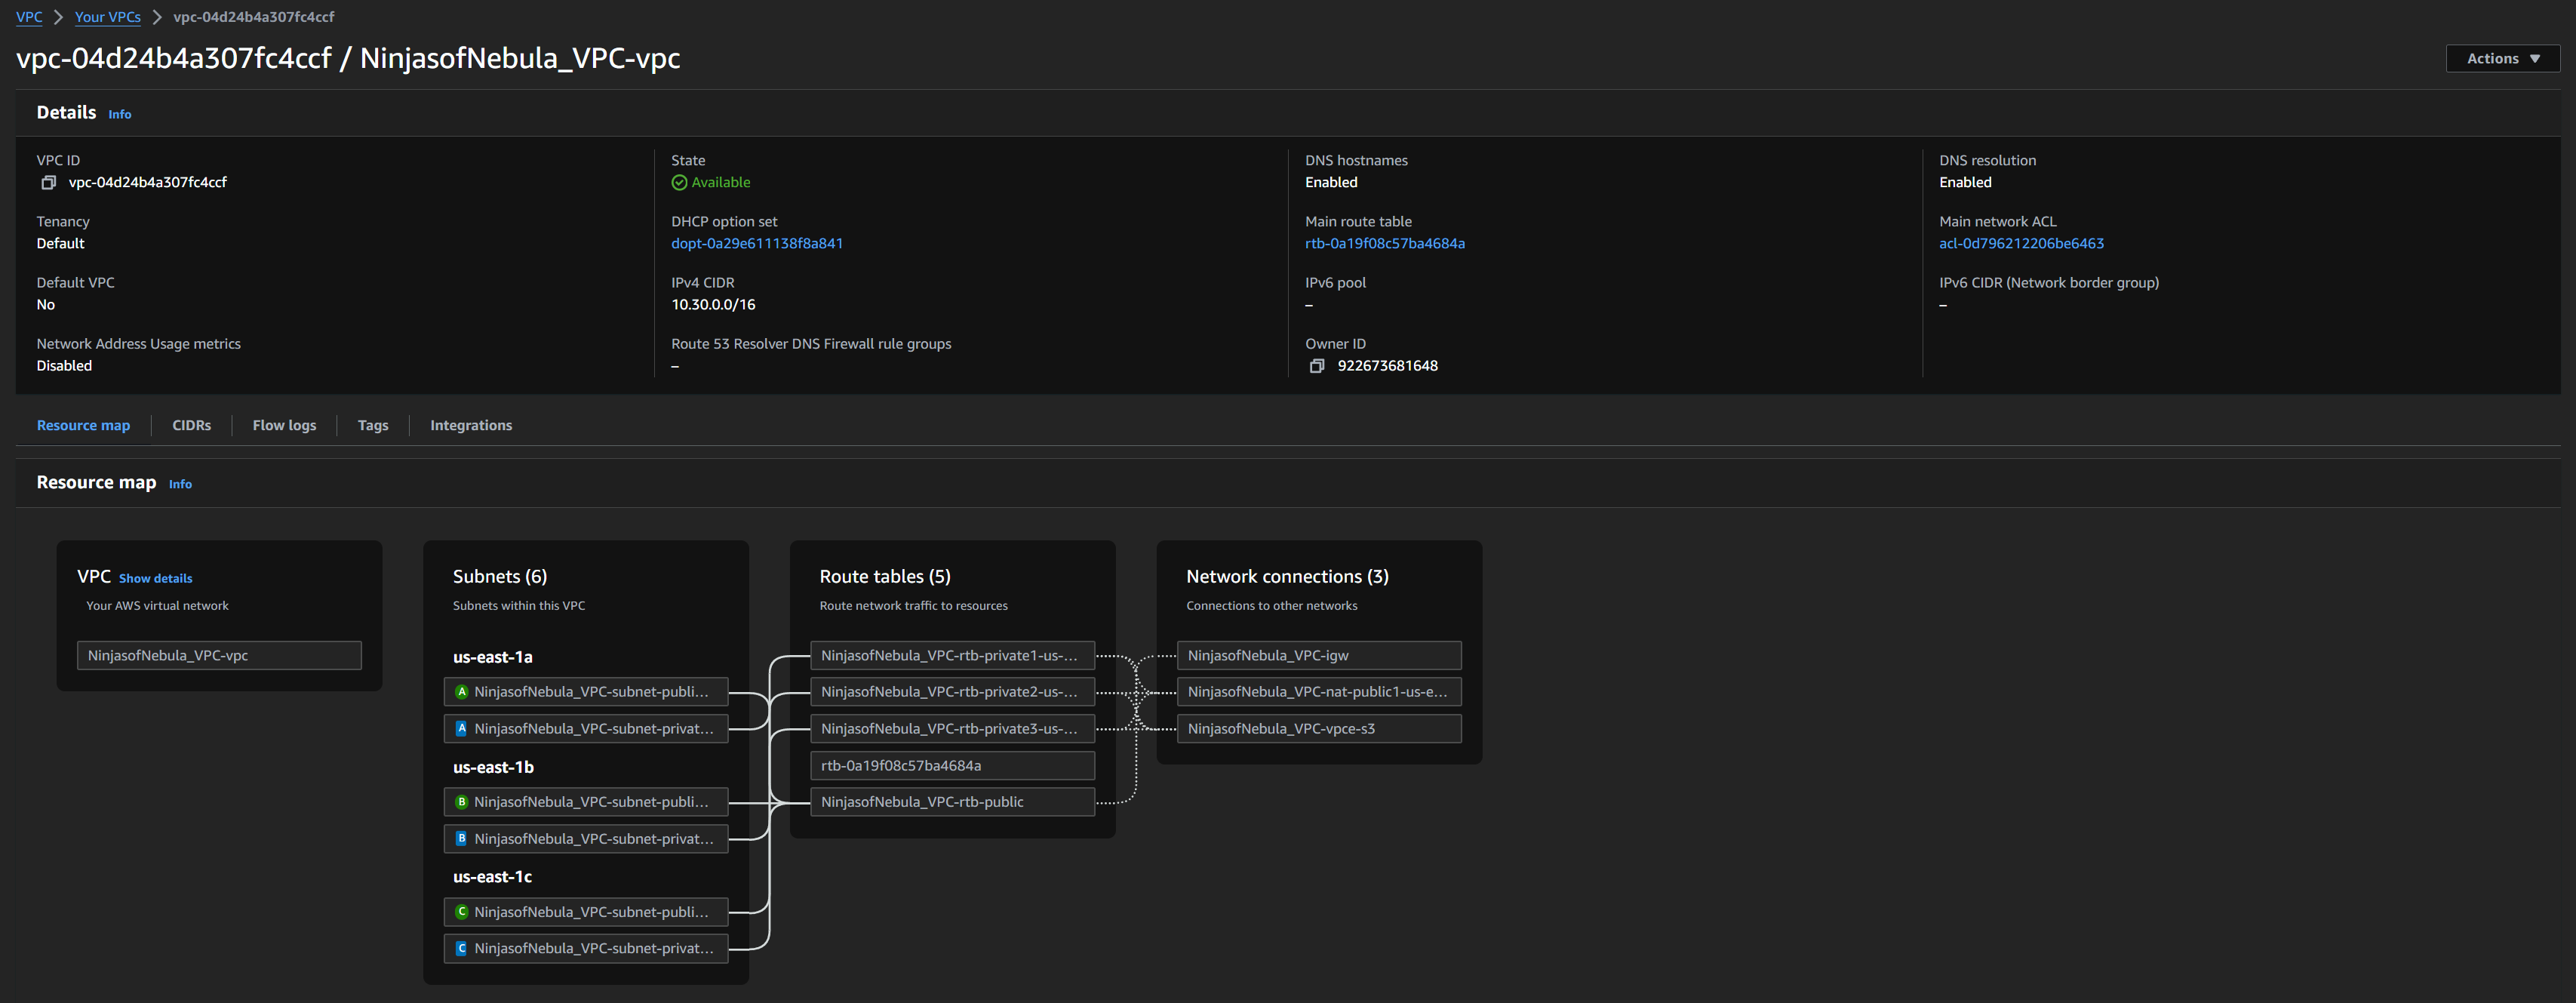 VPC > Your VPCs > vpc-04d24b4a307fc4ccf
vpc-04d24b4a307fc4ccf / NinjasofNebula_VPC-vpc
Actions
Details Info
VPC ID
vpc-04d24b4a307fc4ccf
State
Available
DNS hostnames
Enabled
DNS resolution
Enabled
Tenancy
Default
DHCP option set
dopt-0a29e611138f8a841
Main route table
rtb-0a19f08c57ba4684a
Main network ACL
acl-0d796212206be6463
Default VPC
No
IPv4 CIDR
10.30.0.0/16
IPv6 pool
–
IPv6 CIDR (Network border group)
–
Network Address Usage metrics
Disabled
Route 53 Resolver DNS Firewall rule groups
–
Owner ID
922673681648
Resource map
CIDRs
Flow logs
Tags
Integrations
Resource map Info
VPC Show details
Your AWS virtual network
NinjasofNebula_VPC-vpc
Subnets (6)
Subnets within this VPC
us-east-1a
A NinjasofNebula_VPC-subnet-publi...
A NinjasofNebula_VPC-subnet-privat...
us-east-1b
B NinjasofNebula_VPC-subnet-publi...
B NinjasofNebula_VPC-subnet-privat...
us-east-1c
C NinjasofNebula_VPC-subnet-publi...
C NinjasofNebula_VPC-subnet-privat...
Route tables (5)
Route network traffic to resources
NinjasofNebula_VPC-rtb-private1-us-...
NinjasofNebula_VPC-rtb-private2-us-...
NinjasofNebula_VPC-rtb-private3-us-...
rtb-0a19f08c57ba4684a
NinjasofNebula_VPC-rtb-public
Network connections (3)
Connections to other networks
NinjasofNebula_VPC-igw
NinjasofNebula_VPC-nat-public1-us-e...
NinjasofNebula_VPC-vpce-s3